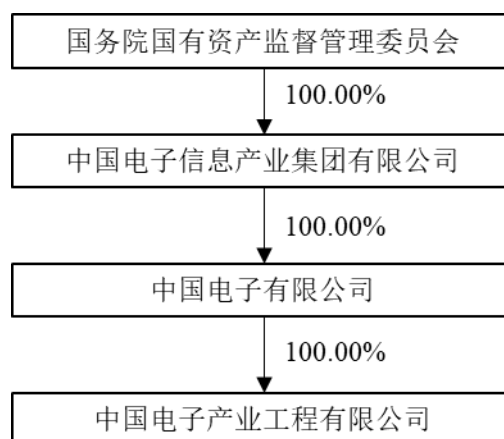 国务院国有资产监督管理委员会
100.00%
中国电子信息产业集团有限公司
100.00%
中国电子有限公司
100.00%
中国电子产业工程有限公司